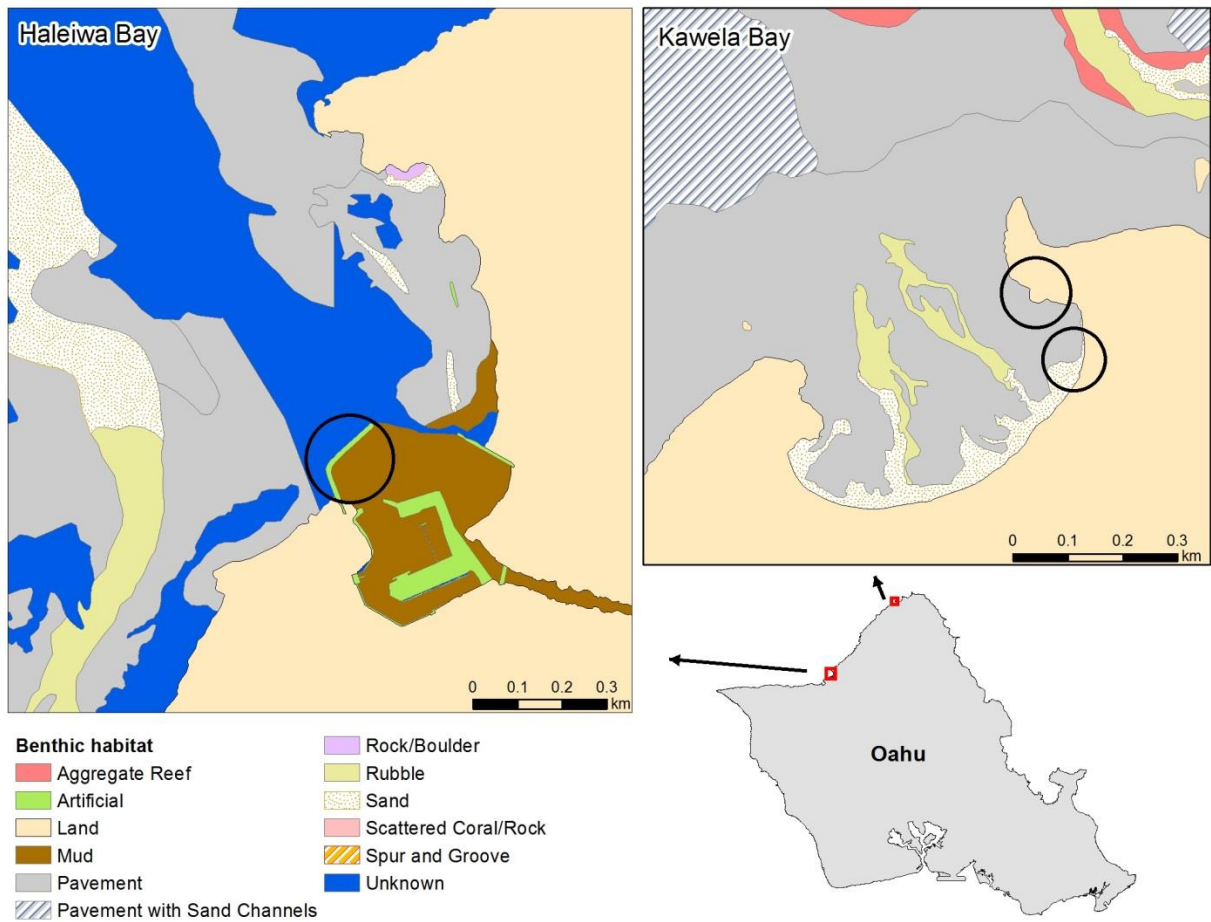 Haleiwa Bay
0 0.1 0.2 0.3
km
Kawela Bay
0 0.1 0.2 0.3
km
Oahu
Benthic habitat
Aggregate Reef
Artificial
Land
Mud
Pavement
Pavement with Sand Channels
Rock/Boulder
Rubble
Sand
Scattered Coral/Rock
Spur and Groove
Unknown